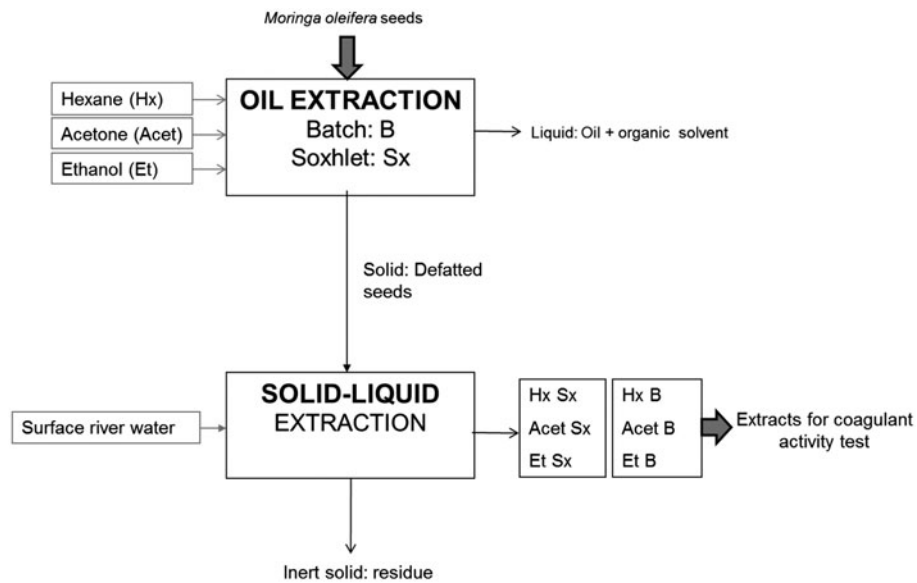 Moringa oleifera seeds
Hexane (Hx)
Acetone (Acet)
Ethanol (Et)
OIL EXTRACTION
Batch: B
Soxhlet: Sx
Liquid: Oil + organic solvent
Solid: Defatted
seeds
Surface river water
SOLID-LIQUID
EXTRACTION
Hx Sx
Acet Sx
Et Sx
Hx B
Acet B
Et B
Extracts for coagulant
activity test
Inert solid: residue